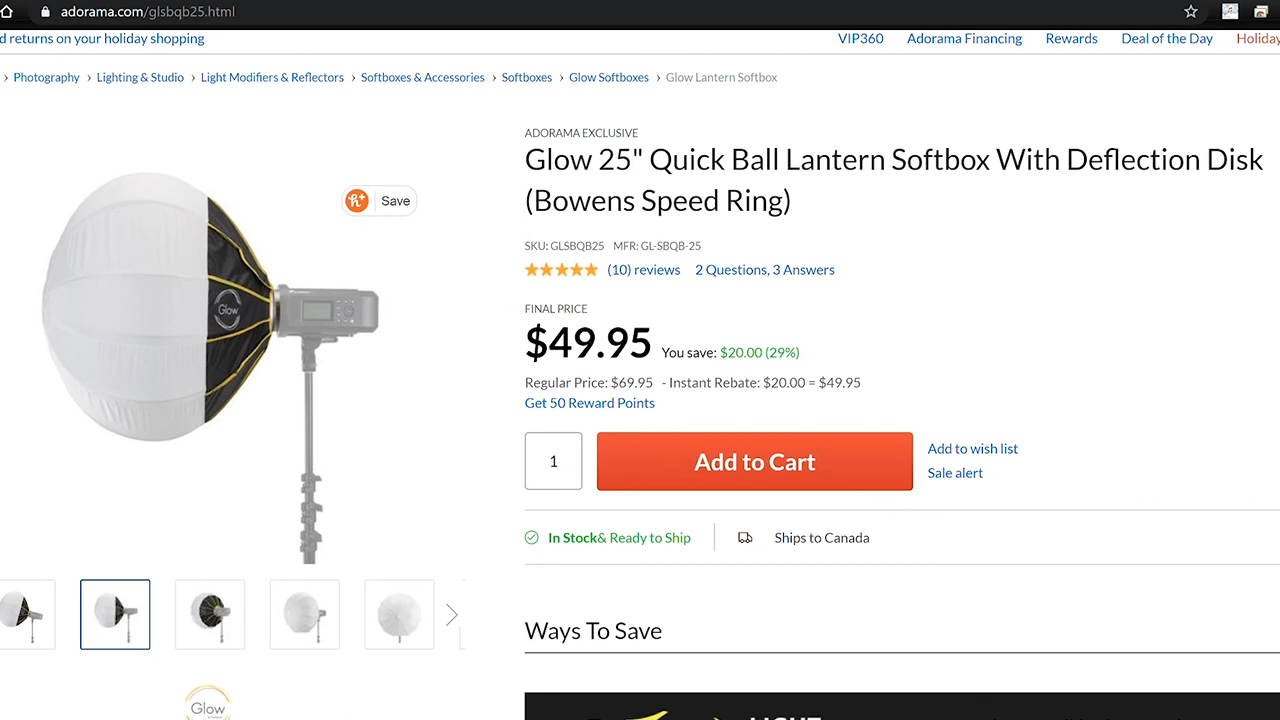 adorama.com/glsbqb25.html
d returns on your holiday shopping
VIP360 Adorama Financing Rewards Deal of the Day Holiday
› Photography › Lighting & Studio › Light Modifiers & Reflectors › Softboxes & Accessories › Softboxes › Glow Softboxes › Glow Lantern Softbox
ADORAMA EXCLUSIVE
Glow 25" Quick Ball Lantern Softbox With Deflection Disk
(Bowens Speed Ring)
Save
SKU: GLSBQB25 MFR: GL-SBQB-25
(10) reviews 2 Questions, 3 Answers
Glow
FINAL PRICE
$49.95 You save: $20.00 (29%)
Regular Price: $69.95 - Instant Rebate: $20.00 = $49.95
Get 50 Reward Points
1 Add to Cart
Add to wish list
Sale alert
In Stock& Ready to Ship Ships to Canada
Ways To Save
Glow